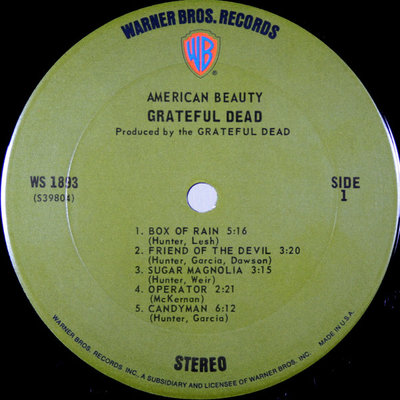 WARNER BROS. RECORDS
WB
®
AMERICAN BEAUTY
GRATEFUL DEAD
Produced by the GRATEFUL DEAD
WS 1893
(S39804)
SIDE
1
1. BOX OF RAIN 5:16
(Hunter, Lesh)
2. FRIEND OF THE DEVIL 3:20
(Hunter, Garcia, Dawson)
3. SUGAR MAGNOLIA 3:15
(Hunter, Weir)
4. OPERATOR 2:21
(McKernan)
5. CANDYMAN 6:12
(Hunter, Garcia)
STEREO
WARNER BROS. RECORDS INC., A SUBSIDIARY AND LICENSEE OF WARNER BROS. INC. MADE IN U.S.A.